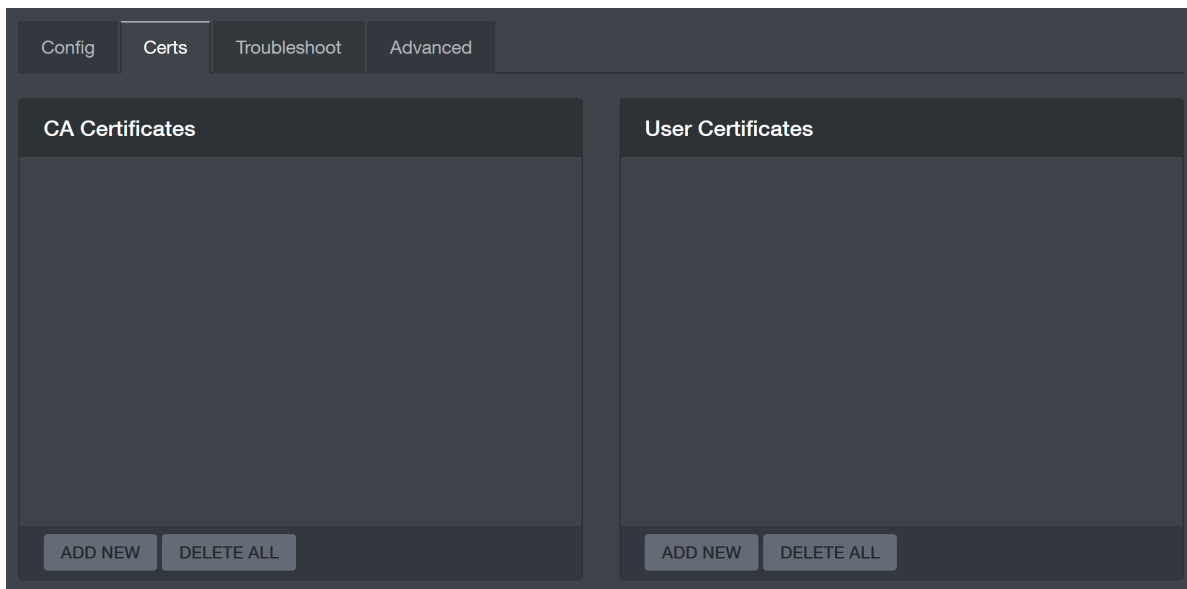 Config Certs Troubleshoot Advanced
CA Certificates User Certificates
ADD NEW DELETE ALL ADD NEW DELETE ALL